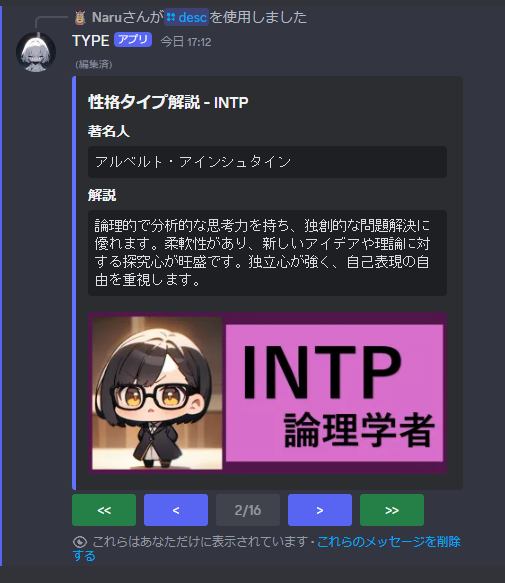 Naruさんがdescを使用しました
TYPE アプリ 今日 17:12
(編集済)
性格タイプ解説 - INTP
著名人
アルベルト・アインシュタイン
解説
論理的で分析的な思考力を持ち、独創的な問題解決に
優れます。柔軟性があり、新しいアイデアや理論に対
する探究心が旺盛です。独立心が強く、自己表現の自
由を重視します。
INTP
論理学者
<< < 2/16 > >>
これらはあなただけに表示されています · これらのメッセージを削除
する